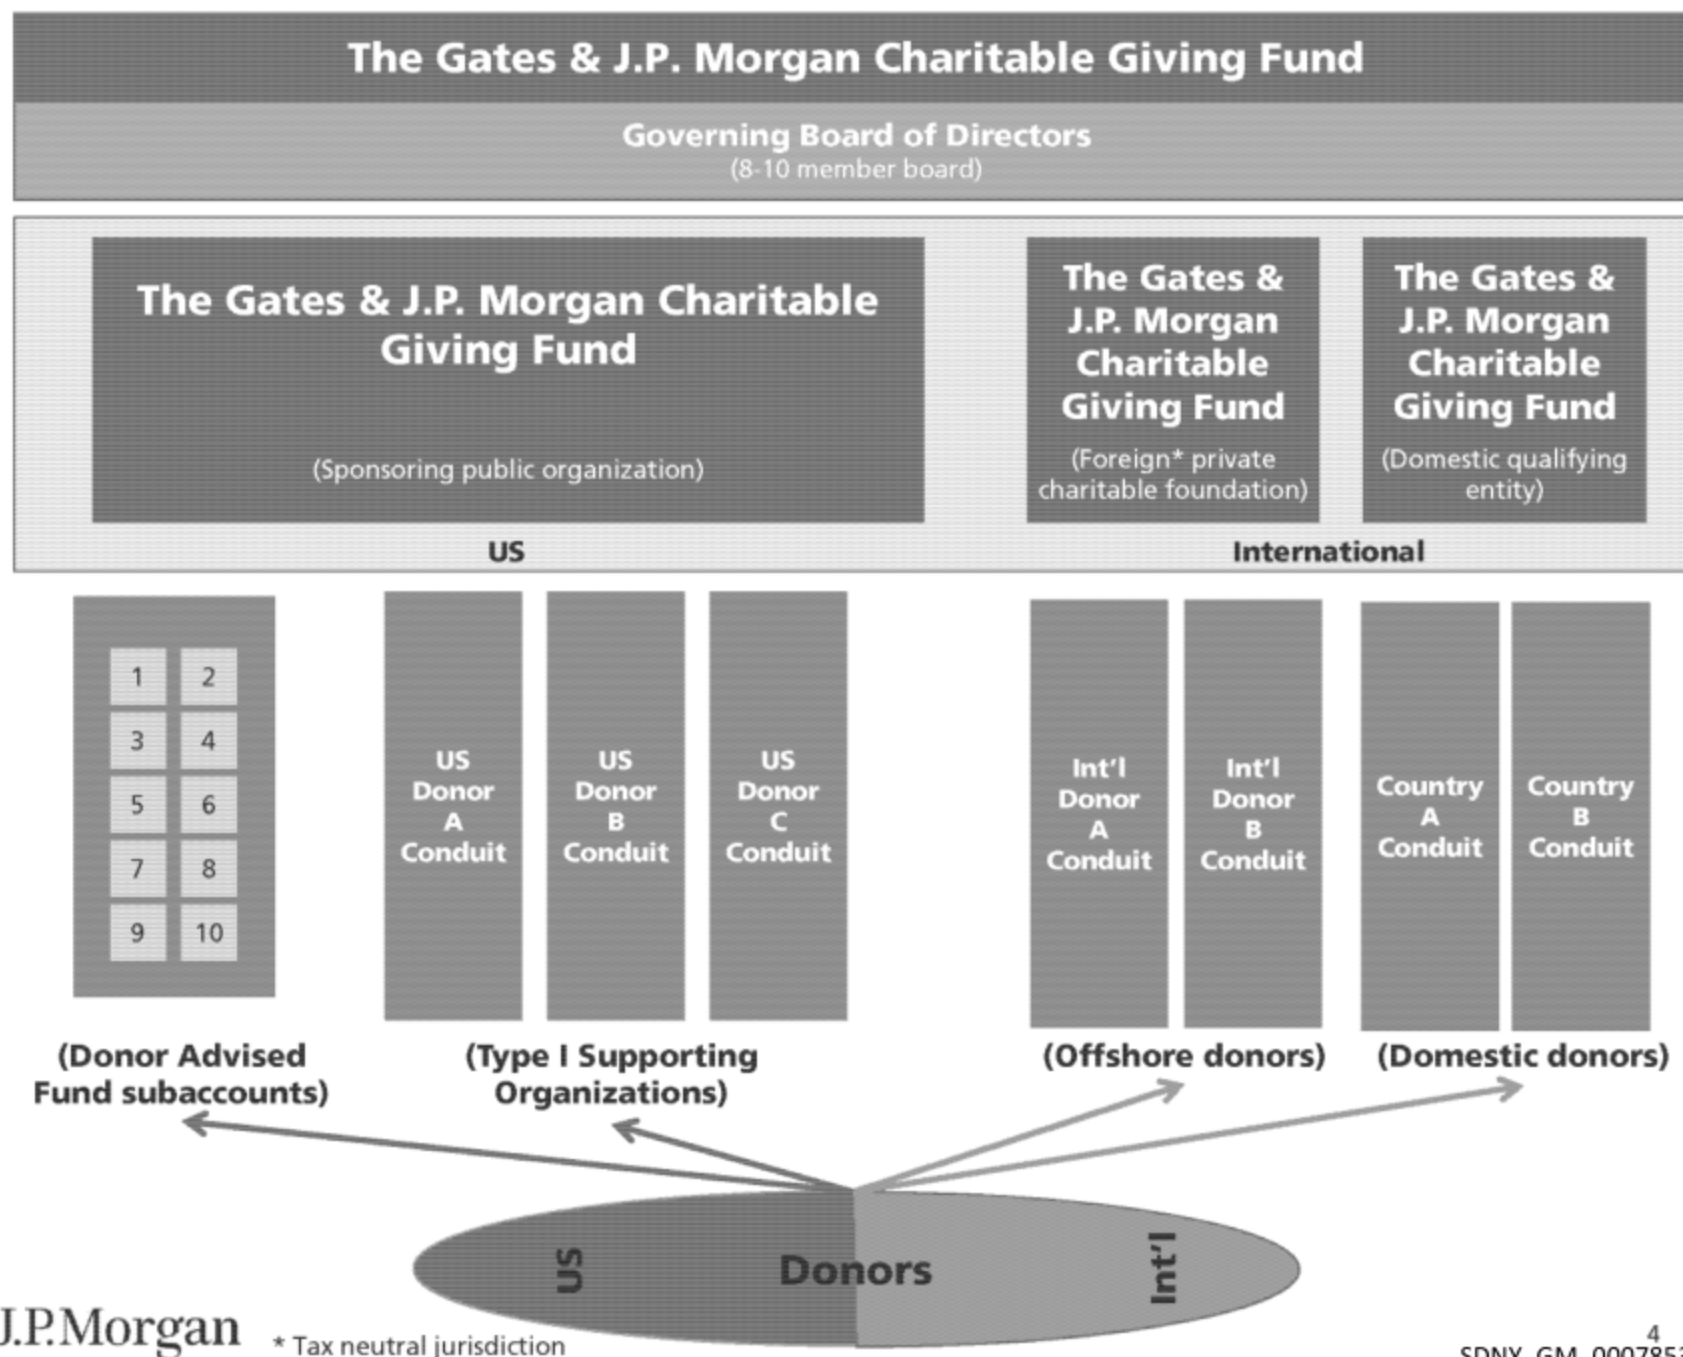 The Gates & J.P. Morgan Charitable Giving Fund
Governing Board of Directors
(8-10 member board)
The Gates & J.P. Morgan Charitable
Giving Fund
(Sponsoring public organization)
US
The Gates &
J.P. Morgan
Charitable
Giving Fund
(Foreign* private
charitable foundation)
The Gates &
J.P. Morgan
Charitable
Giving Fund
(Domestic qualifying
entity)
International
1 2
3 4
5 6
7 8
9 10
(Donor Advised
Fund subaccounts)
US
Donor
A
Conduit
US
Donor
B
Conduit
US
Donor
C
Conduit
(Type I Supporting
Organizations)
Int'l
Donor
A
Conduit
Int'l
Donor
B
Conduit
(Offshore donors)
Country
A
Conduit
Country
B
Conduit
(Domestic donors)
US
Donors
Int'l
J.P.Morgan
* Tax neutral jurisdiction
4